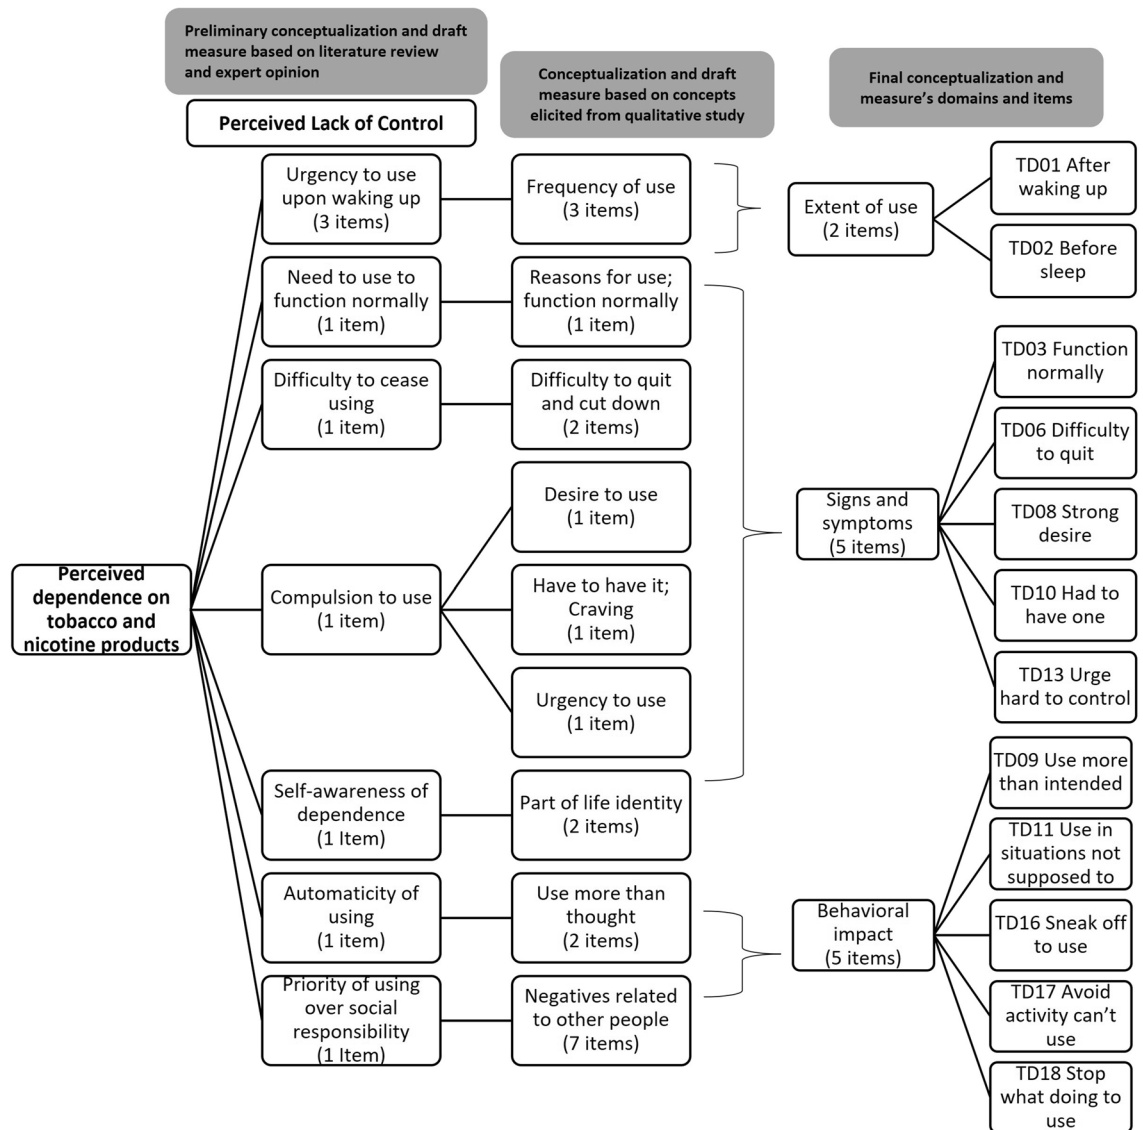 Preliminary conceptualization and draft
measure based on literature review
and expert opinion
Conceptualization and draft
measure based on concepts
elicited from qualitative study
Final conceptualization and
measure’s domains and items
Perceived Lack of Control
Perceived
dependence on
tobacco and
nicotine products
Urgency to use
upon waking up
(3 items)
Need to use to
function normally
(1 item)
Difficulty to cease
using
(1 item)
Compulsion to use
(1 item)
Self-awareness of
dependence
(1 Item)
Automaticity of
using
(1 item)
Priority of using
over social
responsibility
(1 Item)
Frequency of use
(3 items)
Reasons for use;
function normally
(1 item)
Difficulty to quit
and cut down
(2 items)
Desire to use
(1 item)
Have to have it;
Craving
(1 item)
Urgency to use
(1 item)
Part of life identity
(2 items)
Use more than
thought
(2 items)
Negatives related
to other people
(7 items)
Extent of use
(2 items)
Signs and
symptoms
(5 items)
Behavioral
impact
(5 items)
TD01 After
waking up
TD02 Before
sleep
TD03 Function
normally
TD06 Difficulty
to quit
TD08 Strong
desire
TD10 Had to
have one
TD13 Urge
hard to control
TD09 Use more
than intended
TD11 Use in
situations not
supposed to
TD16 Sneak off
to use
TD17 Avoid
activity can’t
use
TD18 Stop
what doing to
use